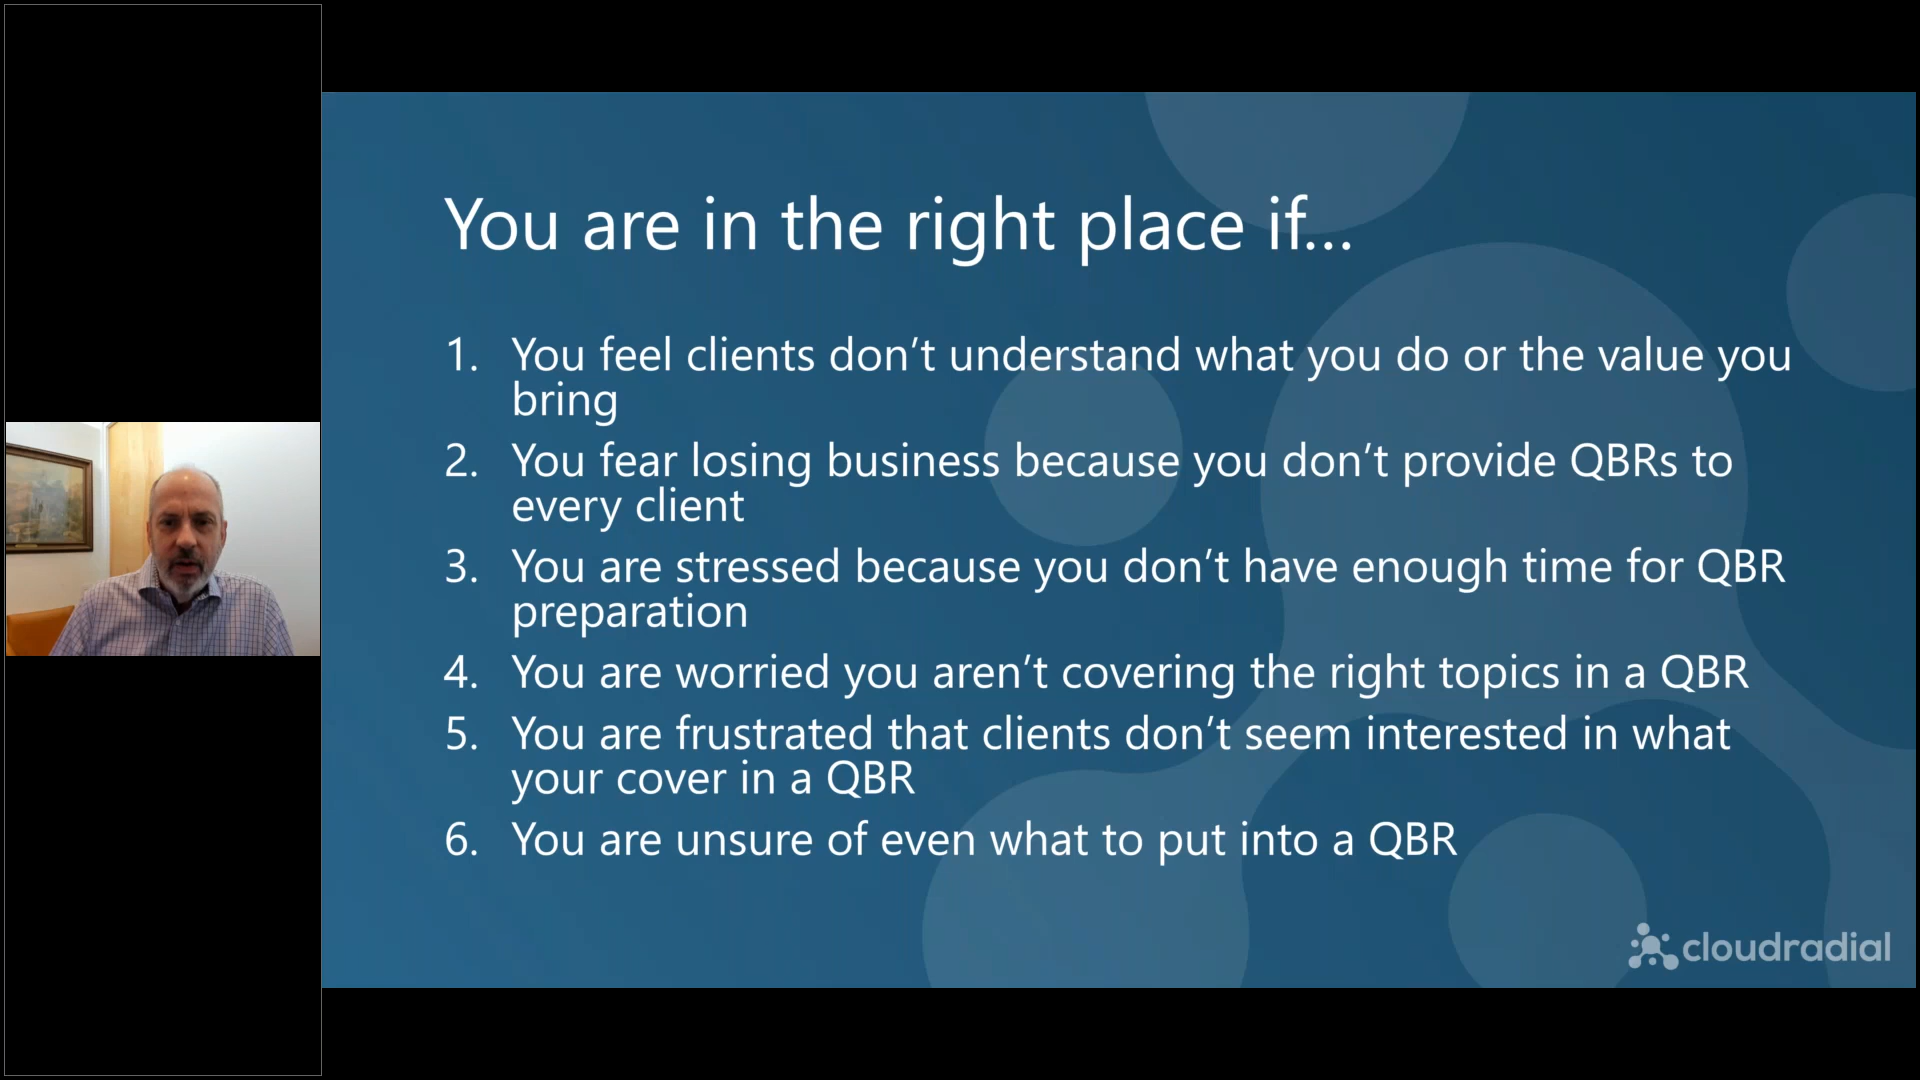 You are in the right place if...
1. You feel clients don’t understand what you do or the value you
bring
2. You fear losing business because you don’t provide QBRs to
every client
3. You are stressed because you don’t have enough time for QBR
preparation
4. You are worried you aren’t covering the right topics in a QBR
5. You are frustrated that clients don’t seem interested in what
your cover in a QBR
6. You are unsure of even what to put into a QBR
cloudradial